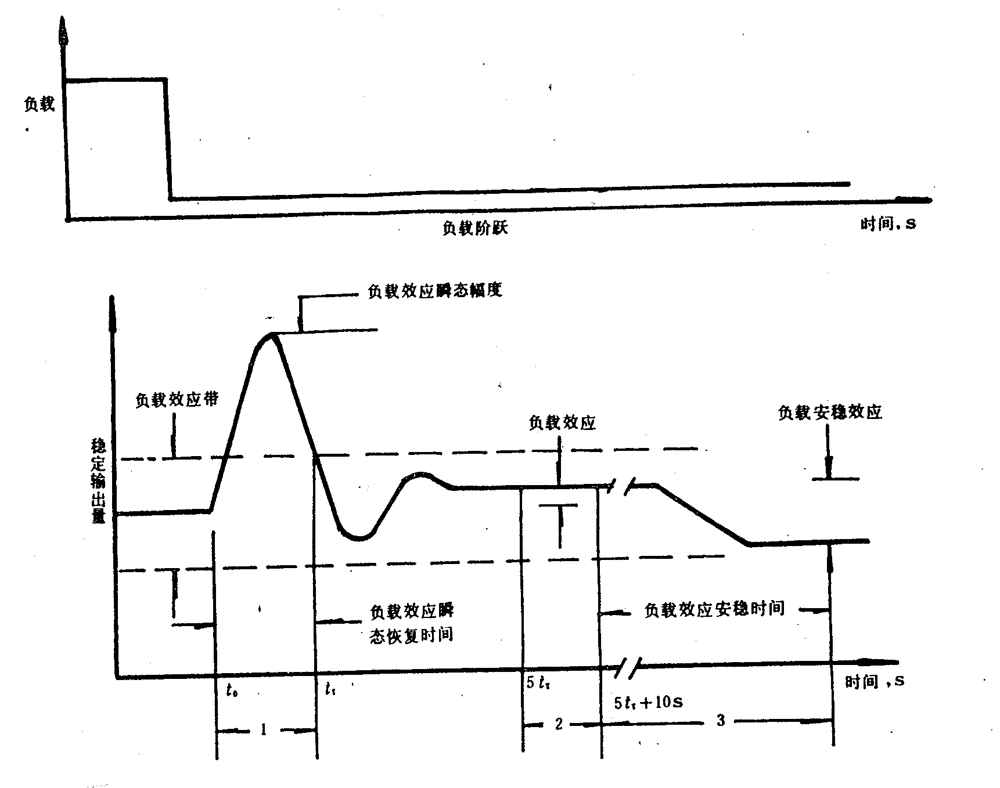 负载
负载阶跃
时间,s
负载效应瞬态幅度
负载效应带
负载效应
负载安稳效应
稳定输出量
负载效应瞬
态恢复时间
负载效应安稳时间
t₀
tᵣ
5tᵣ
5tᵣ+10s
时间,s
1
2
3